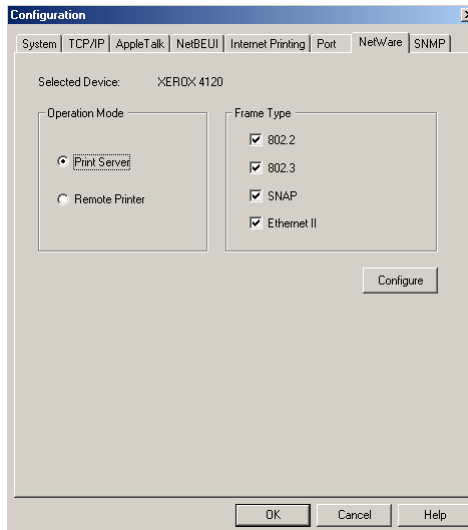 Configuration
System TCP/IP AppleTalk NetBEUI Internet Printing Port NetWare SNMP
Selected Device: XEROX 4120
Operation Mode
Print Server
Remote Printer
Frame Type
802.2
802.3
SNAP
Ethernet II
Configure
OK Cancel Help